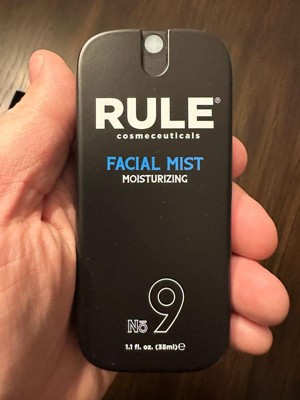 RULE®
cosmeceuticals
FACIAL MIST
MOISTURIZING
No 9
1.1 fl. oz. (35ml)℮